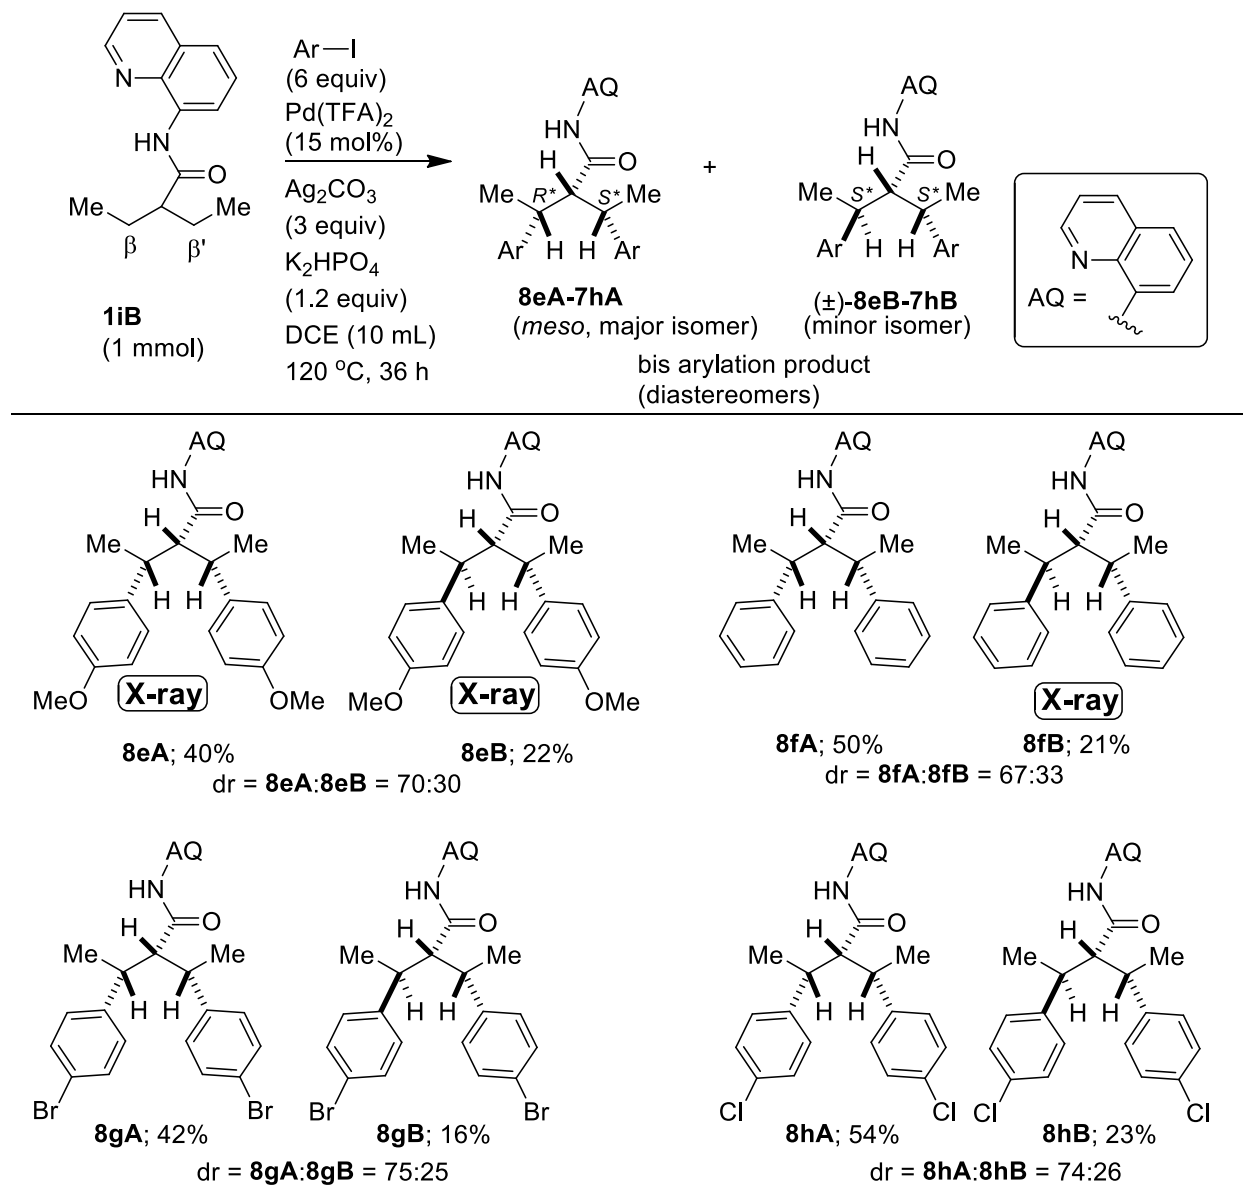 N
HN
O
Me
Me
β
β'
1iB
(1 mmol)
Ar—I
(6 equiv)
Pd(TFA)2
(15 mol%)
Ag2CO3
(3 equiv)
K2HPO4
(1.2 equiv)
DCE (10 mL)
120 oC, 36 h
AQ
HN
H
O
Me
R*
S*
Me
Ar
H
H
Ar
8eA-7hA
(meso, major isomer)
+
AQ
HN
H
O
Me
S*
S*
Me
Ar
H
H
Ar
(±)-8eB-7hB
(minor isomer)
bis arylation product
(diastereomers)
N
AQ =
AQ
HN
H
O
Me
Me
H
H
MeO
X-ray
OMe
8eA; 40%
AQ
HN
H
O
Me
Me
H
H
MeO
X-ray
OMe
8eB; 22%
dr = 8eA:8eB = 70:30
AQ
HN
H
O
Me
Me
H
H
8fA; 50%
AQ
HN
H
O
Me
Me
H
H
X-ray
8fB; 21%
dr = 8fA:8fB = 67:33
AQ
HN
H
O
Me
Me
H
H
Br
Br
8gA; 42%
AQ
HN
H
O
Me
Me
H
H
Br
Br
8gB; 16%
dr = 8gA:8gB = 75:25
AQ
HN
H
O
Me
Me
H
H
Cl
Cl
8hA; 54%
AQ
HN
H
O
Me
Me
H
H
Cl
Cl
8hB; 23%
dr = 8hA:8hB = 74:26